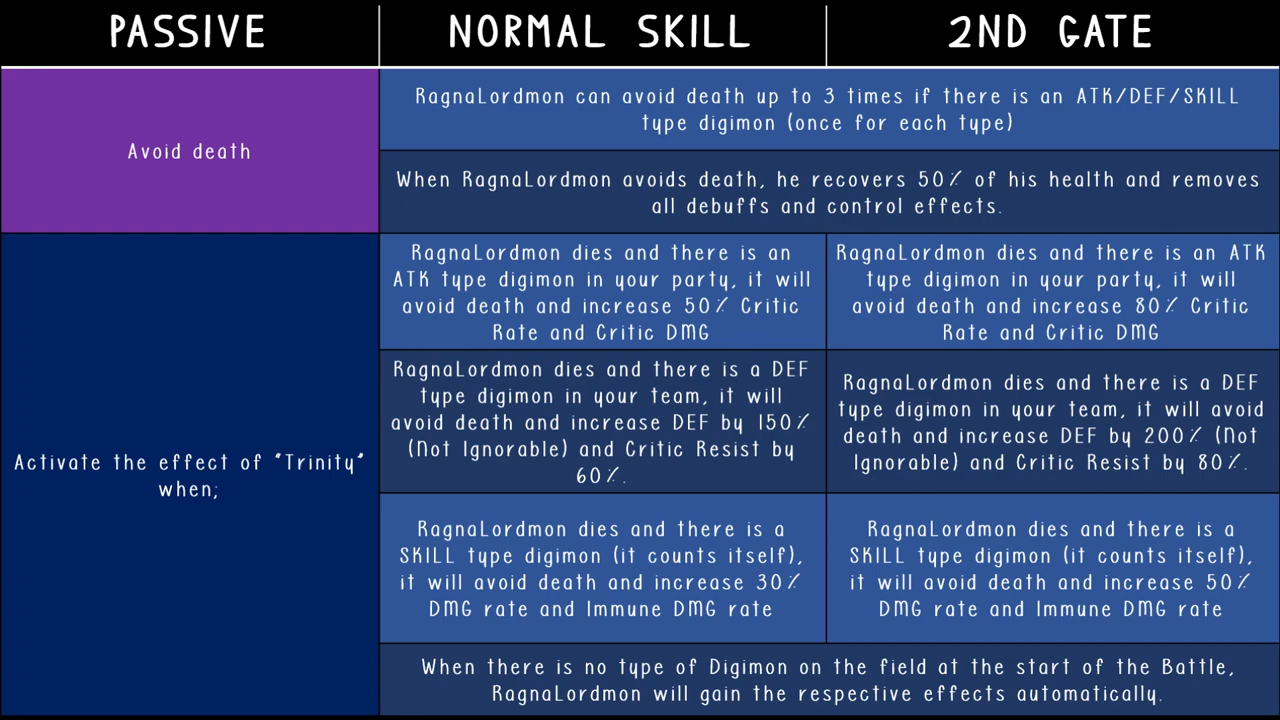 PASSIVE
NORMAL SKILL
2ND GATE
Avoid death
RagnaLordmon can avoid death up to 3 times if there is an ATK/DEF/SKILL
type digimon (once for each type)
When RagnaLordmon avoids death, he recovers 50% of his health and removes
all debuffs and control effects.
Activate the effect of "Trinity"
when;
RagnaLordmon dies and there is an
ATK type digimon in your party, it will
avoid death and increase 50% Critic
Rate and Critic DMG
RagnaLordmon dies and there is an ATK
type digimon in your party, it will
avoid death and increase 80% Critic
Rate and Critic DMG
RagnaLordmon dies and there is a DEF
type digimon in your team, it will
avoid death and increase DEF by 150%
(Not Ignorable) and Critic Resist by
60%.
RagnaLordmon dies and there is a DEF
type digimon in your team, it will avoid
death and increase DEF by 200% (Not
Ignorable) and Critic Resist by 80%.
RagnaLordmon dies and there is a
SKILL type digimon (it counts itself),
it will avoid death and increase 30%
DMG rate and Immune DMG rate
RagnaLordmon dies and there is a
SKILL type digimon (it counts itself),
it will avoid death and increase 50%
DMG rate and Immune DMG rate
When there is no type of Digimon on the field at the start of the Battle,
RagnaLordmon will gain the respective effects automatically.